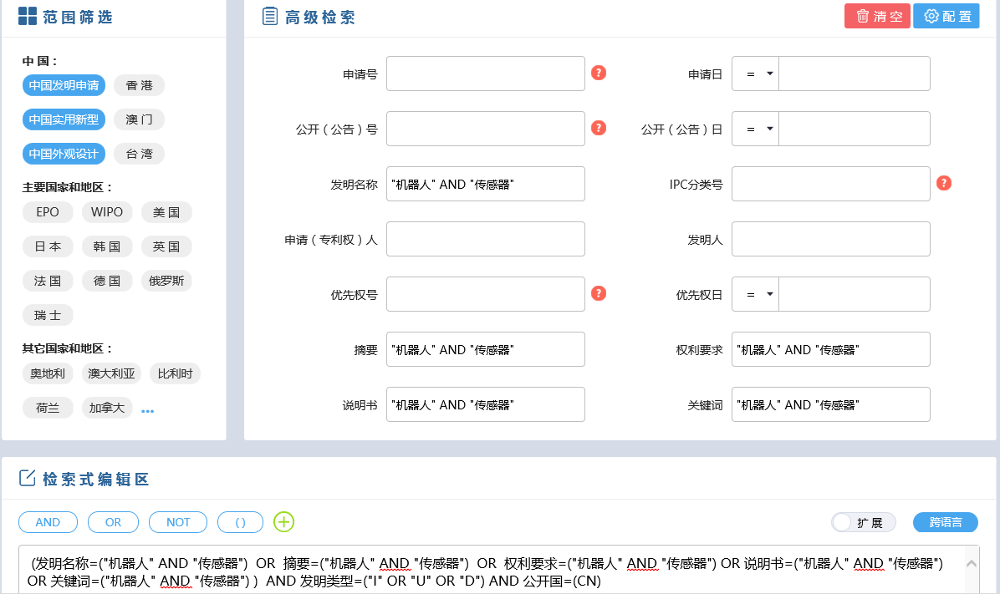 范围筛选
中国：
中国发明申请 香港
中国实用新型 澳门
中国外观设计 台湾
主要国家和地区：
EPO WIPO 美国
日本 韩国 英国
法国 德国 俄罗斯
瑞士
其它国家和地区：
奥地利 澳大利亚 比利时
荷兰 加拿大 ...
高级检索 清空 配置
申请号 ? 申请日 =
公开（公告）号 ? 公开（公告）日 =
发明名称 "机器人" AND "传感器" IPC分类号 ?
申请（专利权）人 发明人
优先权号 ? 优先权日 =
摘要 "机器人" AND "传感器" 权利要求 "机器人" AND "传感器"
说明书 "机器人" AND "传感器" 关键词 "机器人" AND "传感器"
检索式编辑区
AND OR NOT () 扩展 跨语言
(发明名称=("机器人" AND "传感器") OR 摘要=("机器人" AND "传感器") OR 权利要求=("机器人" AND "传感器") OR 说明书=("机器人" AND "传感器")
OR 关键词=("机器人" AND "传感器") ) AND 发明类型=("I" OR "U" OR "D") AND 公开国=(CN)